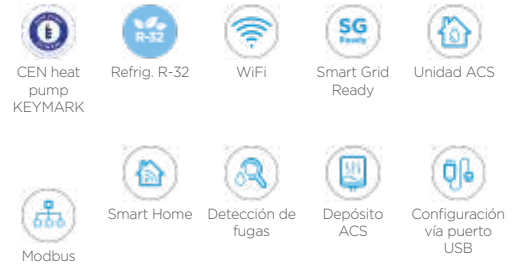 R-32
SG
Ready
CEN heat
pump
KEYMARK
Refrig. R-32
WiFi
Smart Grid
Ready
Unidad ACS
Smart Home
Detección de
fugas
Depósito
ACS
Configuración
vía puerto
USB
Modbus